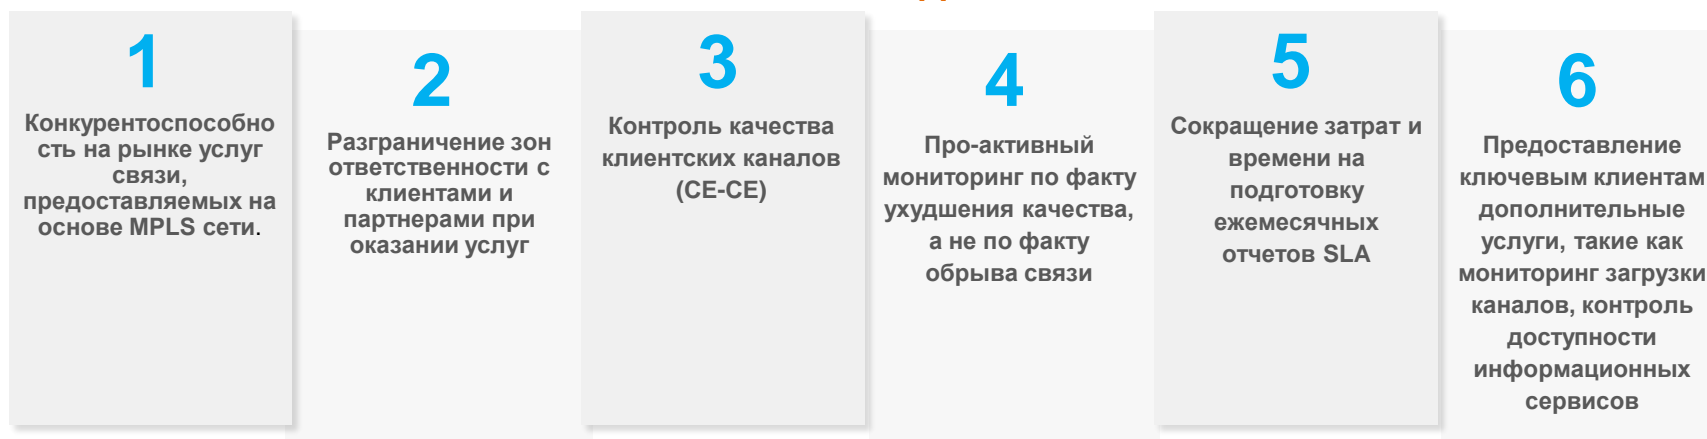 1
Конкурентоспособно
сть на рынке услуг
связи,
предоставляемых на
основе MPLS сети.
2
Разграничение зон
ответственности с
клиентами и
партнерами при
оказании услуг
3
Контроль качества
клиентских каналов
(CE-CE)
4
Про-активный
мониторинг по факту
ухудшения качества,
а не по факту
обрыва связи
5
Сокращение затрат и
времени на
подготовку
ежемесячных
отчетов SLA
6
Предоставление
ключевым клиентам
дополнительные
услуги, такие как
мониторинг загрузки
каналов, контроль
доступности
информационных
сервисов